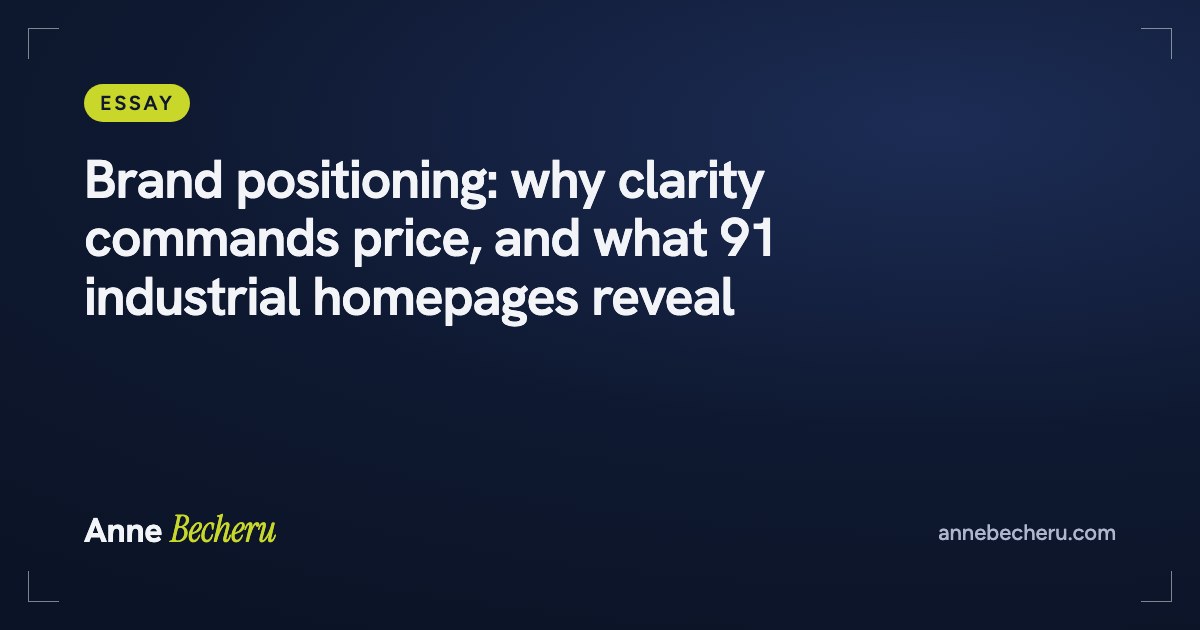 ESSAY
Brand positioning: why clarity
commands price, and what 91
industrial homepages reveal
Anne Becheru
annebecheru.com